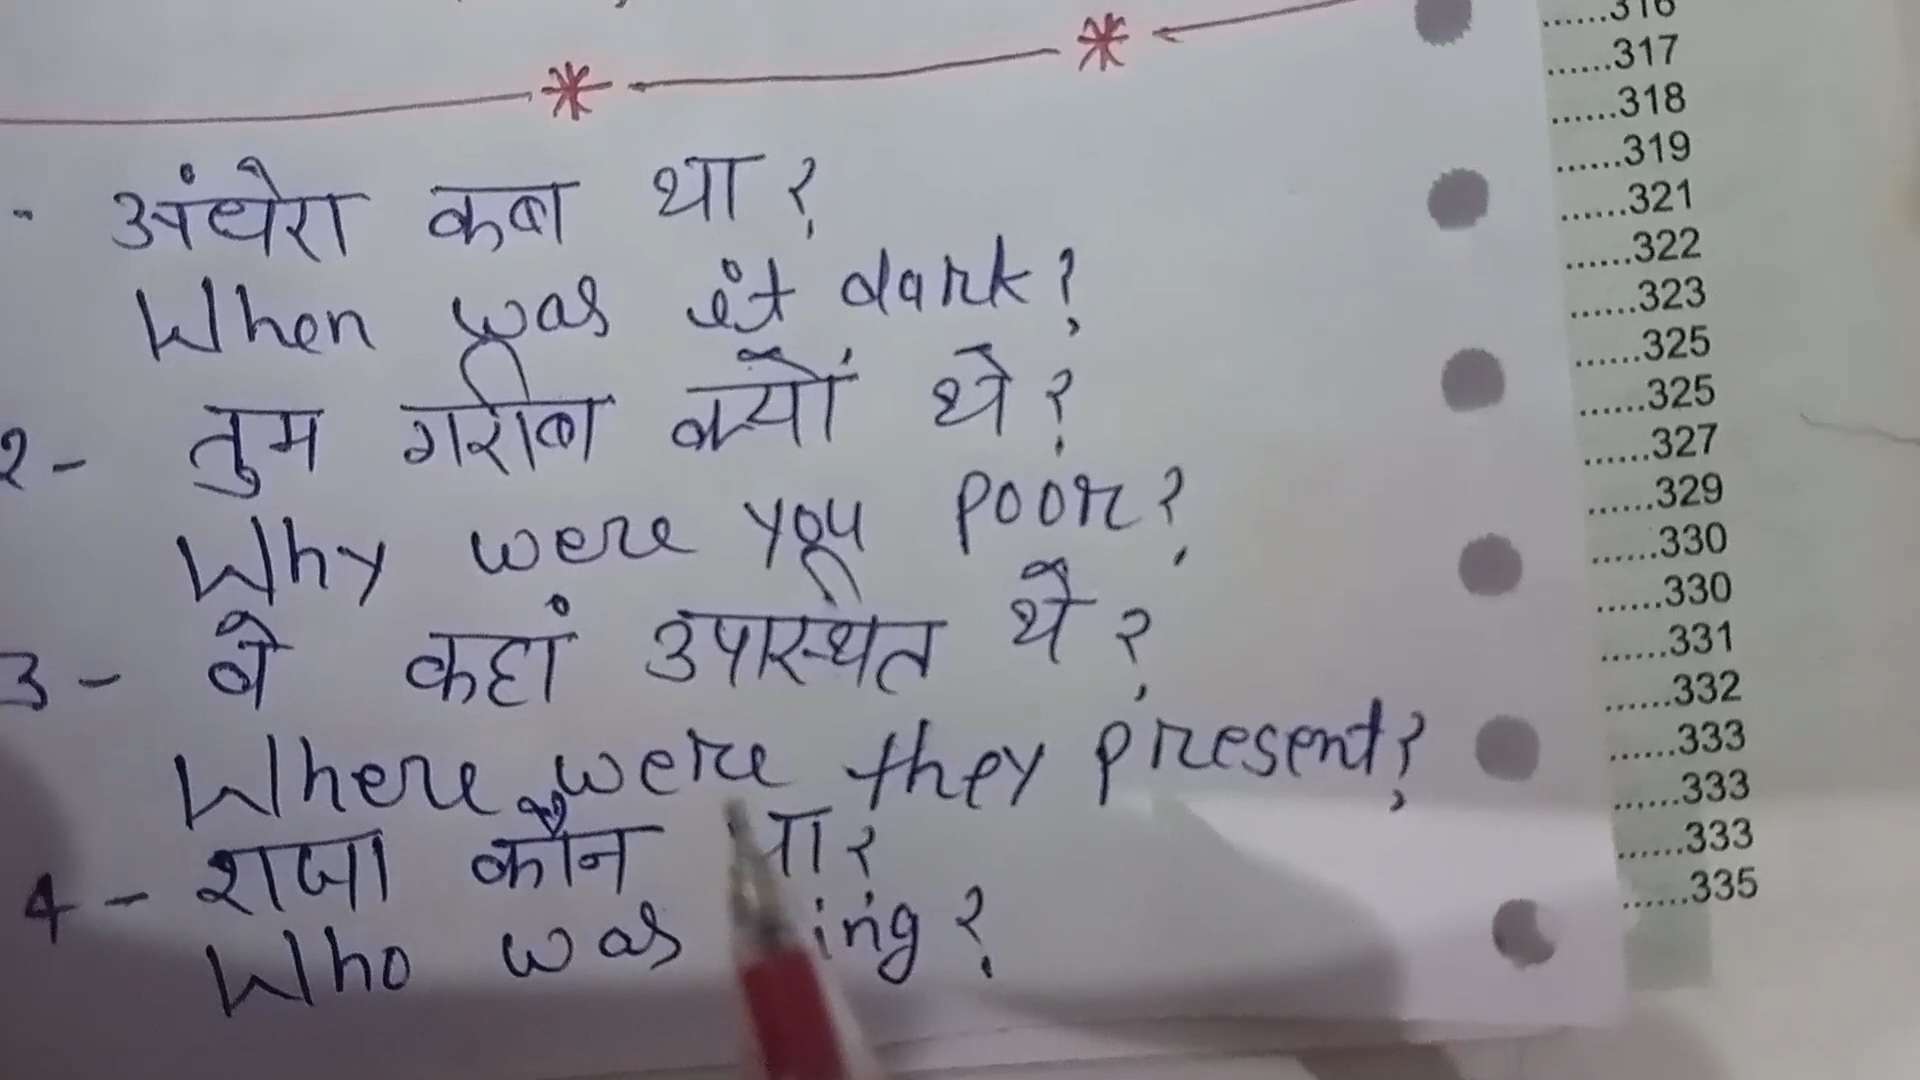 - अंधेरा कब था?
When was it dark?
2- तुम गरीब क्यों थे?
Why were you poor?
3- वे कहां उपस्थित थे?
Where were they present?
4- राजा कौन था?
Who was ing?
......316
......317
......318
......319
......321
......322
......323
......325
......325
......327
......329
......330
......330
......331
......332
......333
......333
......333
......335